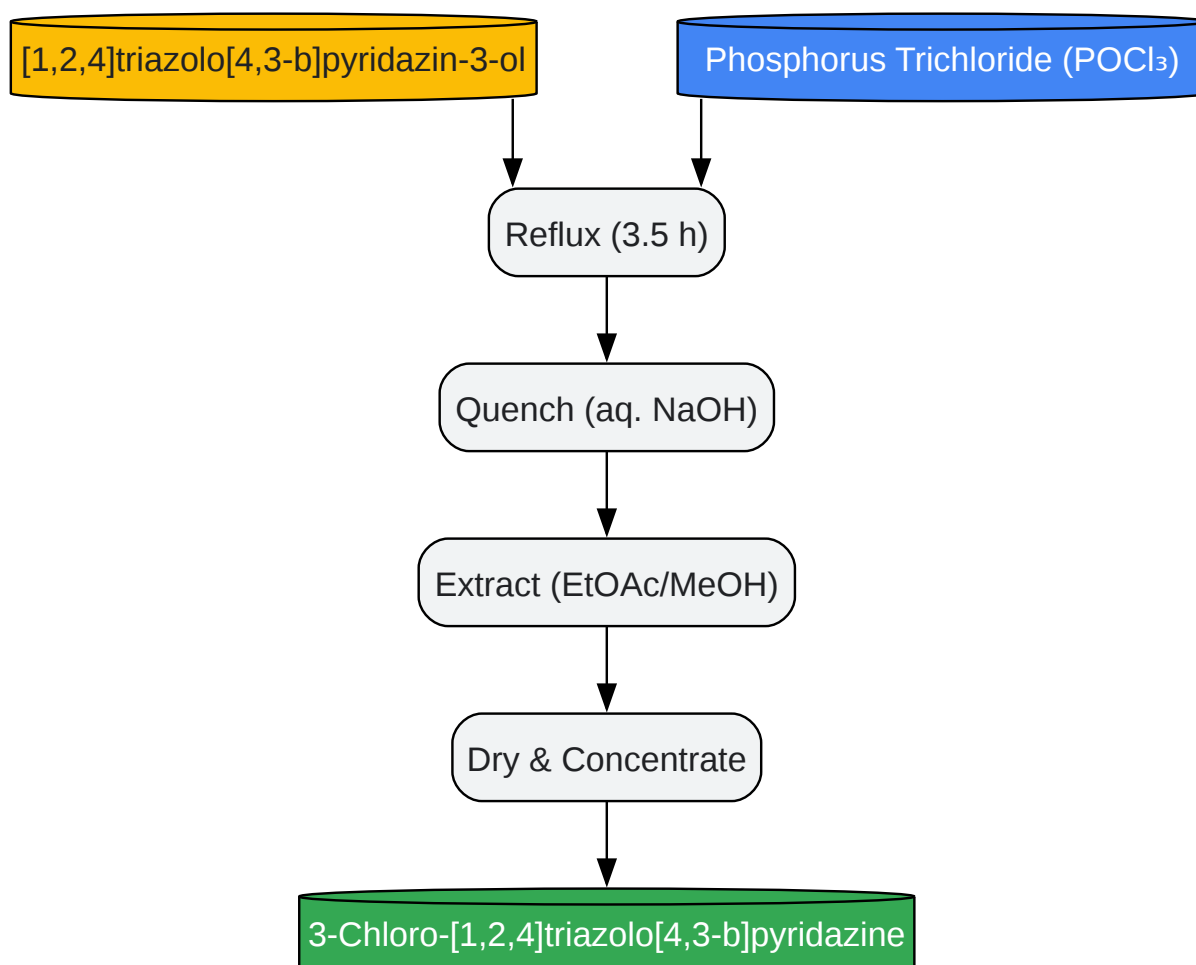 [1,2,4]triazolo[4,3-b]pyridazin-3-ol
Phosphorus Trichloride (POCl₃)
Reflux (3.5 h)
Quench (aq. NaOH)
Extract (EtOAc/MeOH)
Dry & Concentrate
3-Chloro-[1,2,4]triazolo[4,3-b]pyridazine